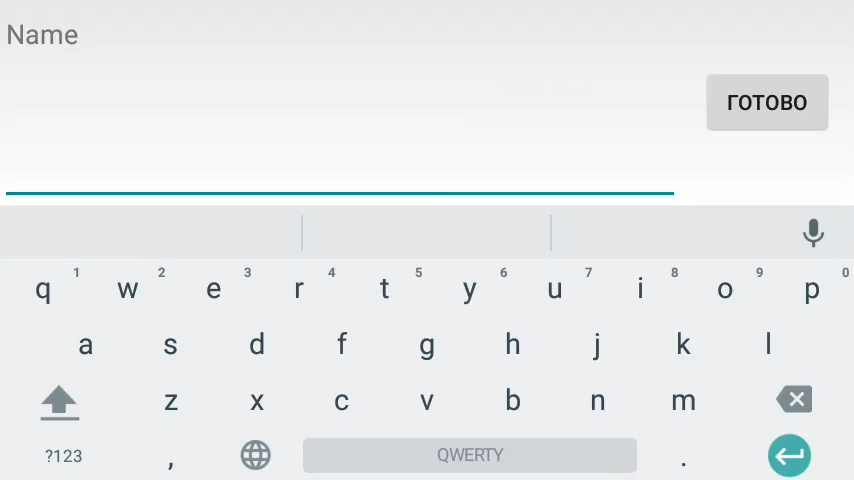 Name
ГОТОВО
1 2 3 4 5 6 7 8 9 0
q w e r t y u i o p
a s d f g h j k l
z x c v b n m
?123 , QWERTY .